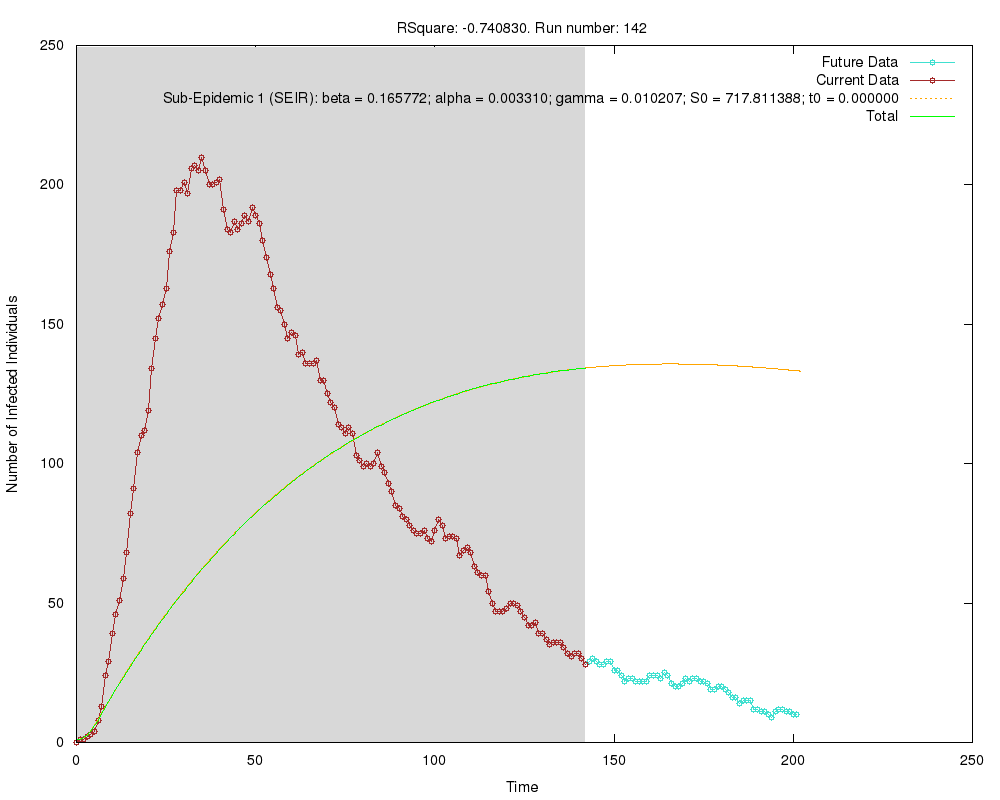 RSquare: -0.740830. Run number: 142
250
200
150
100
50
0
0
50
100
150
200
250
Number of Infected Individuals
Time
Future Data
Current Data
Sub-Epidemic 1 (SEIR): beta = 0.165772; alpha = 0.003310; gamma = 0.010207; S0 = 717.811388; t0 = 0.000000
Total